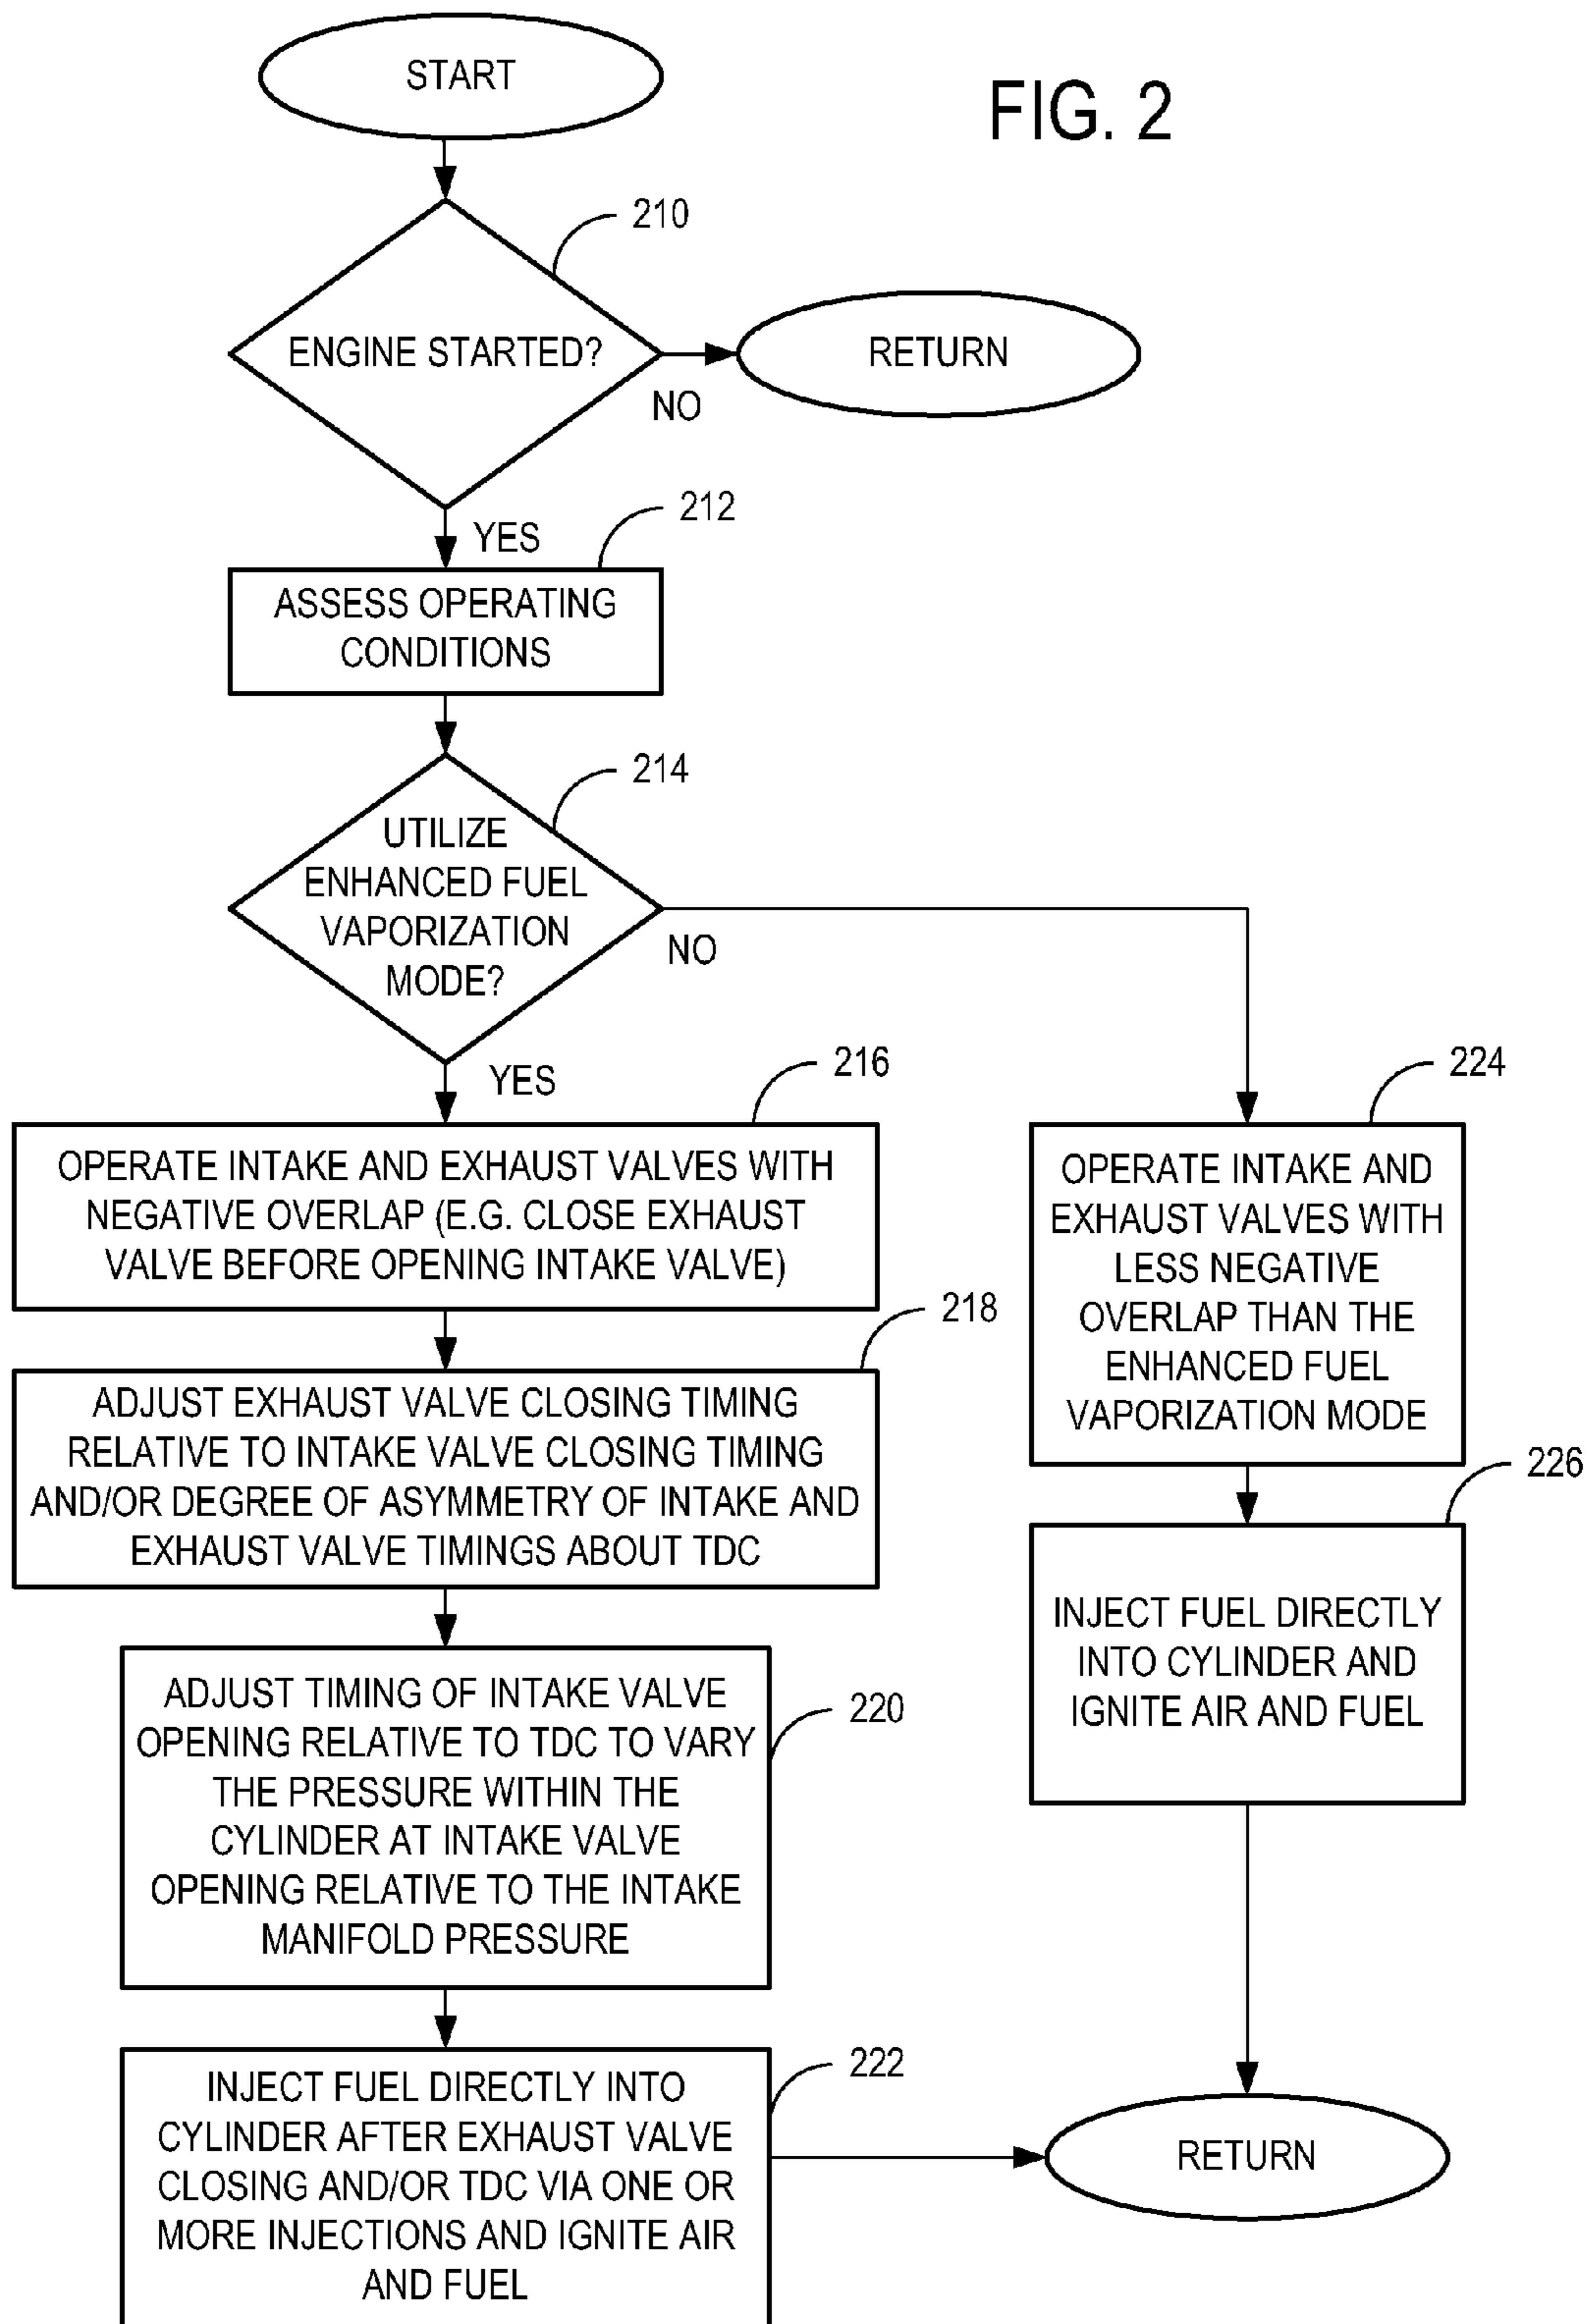 START
FIG. 2
210
ENGINE STARTED?
RETURN
NO
YES
212
ASSESS OPERATING
CONDITIONS
214
UTILIZE
ENHANCED FUEL
VAPORIZATION
MODE?
NO
YES
216
OPERATE INTAKE AND EXHAUST VALVES WITH
NEGATIVE OVERLAP (E.G. CLOSE EXHAUST
VALVE BEFORE OPENING INTAKE VALVE)
218
ADJUST EXHAUST VALVE CLOSING TIMING
RELATIVE TO INTAKE VALVE CLOSING TIMING
AND/OR DEGREE OF ASYMMETRY OF INTAKE AND
EXHAUST VALVE TIMINGS ABOUT TDC
220
ADJUST TIMING OF INTAKE VALVE
OPENING RELATIVE TO TDC TO VARY
THE PRESSURE WITHIN THE
CYLINDER AT INTAKE VALVE
OPENING RELATIVE TO THE INTAKE
MANIFOLD PRESSURE
222
INJECT FUEL DIRECTLY INTO
CYLINDER AFTER EXHAUST VALVE
CLOSING AND/OR TDC VIA ONE OR
MORE INJECTIONS AND IGNITE AIR
AND FUEL
224
OPERATE INTAKE AND
EXHAUST VALVES WITH
LESS NEGATIVE
OVERLAP THAN THE
ENHANCED FUEL
VAPORIZATION MODE
226
INJECT FUEL DIRECTLY
INTO CYLINDER AND
IGNITE AIR AND FUEL
RETURN